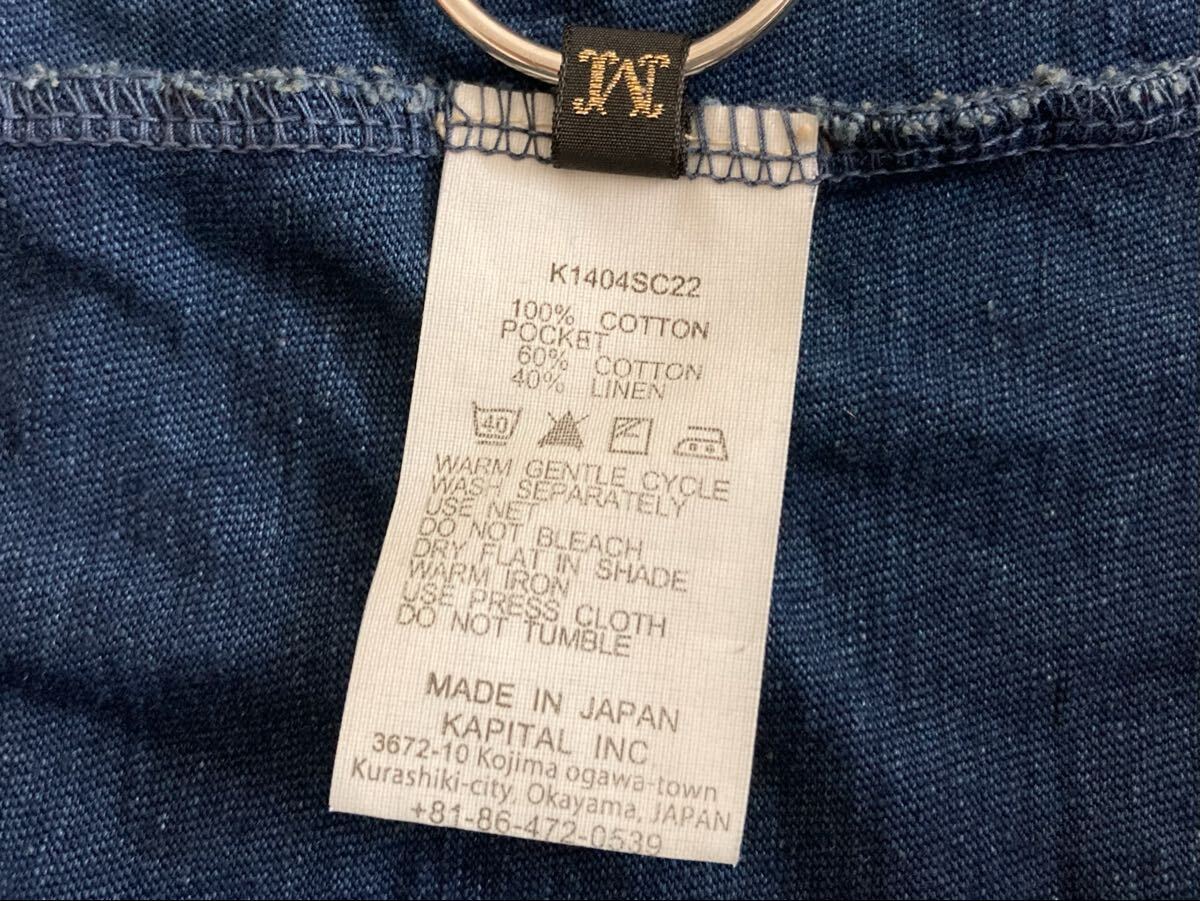 M
K1404SC22
100% COTTON
POCKET
60% COTTON
40% LINEN
40
WARM GENTLE CYCLE
WASH SEPARATELY
USE NET
DO NOT BLEACH
DRY FLAT IN SHADE
WARM IRON
USE PRESS CLOTH
DO NOT TUMBLE
MADE IN JAPAN
KAPITAL INC
3672-10 Kojima ogawa-town
Kurashiki-city, Okayama, JAPAN
+81-86-472-0539